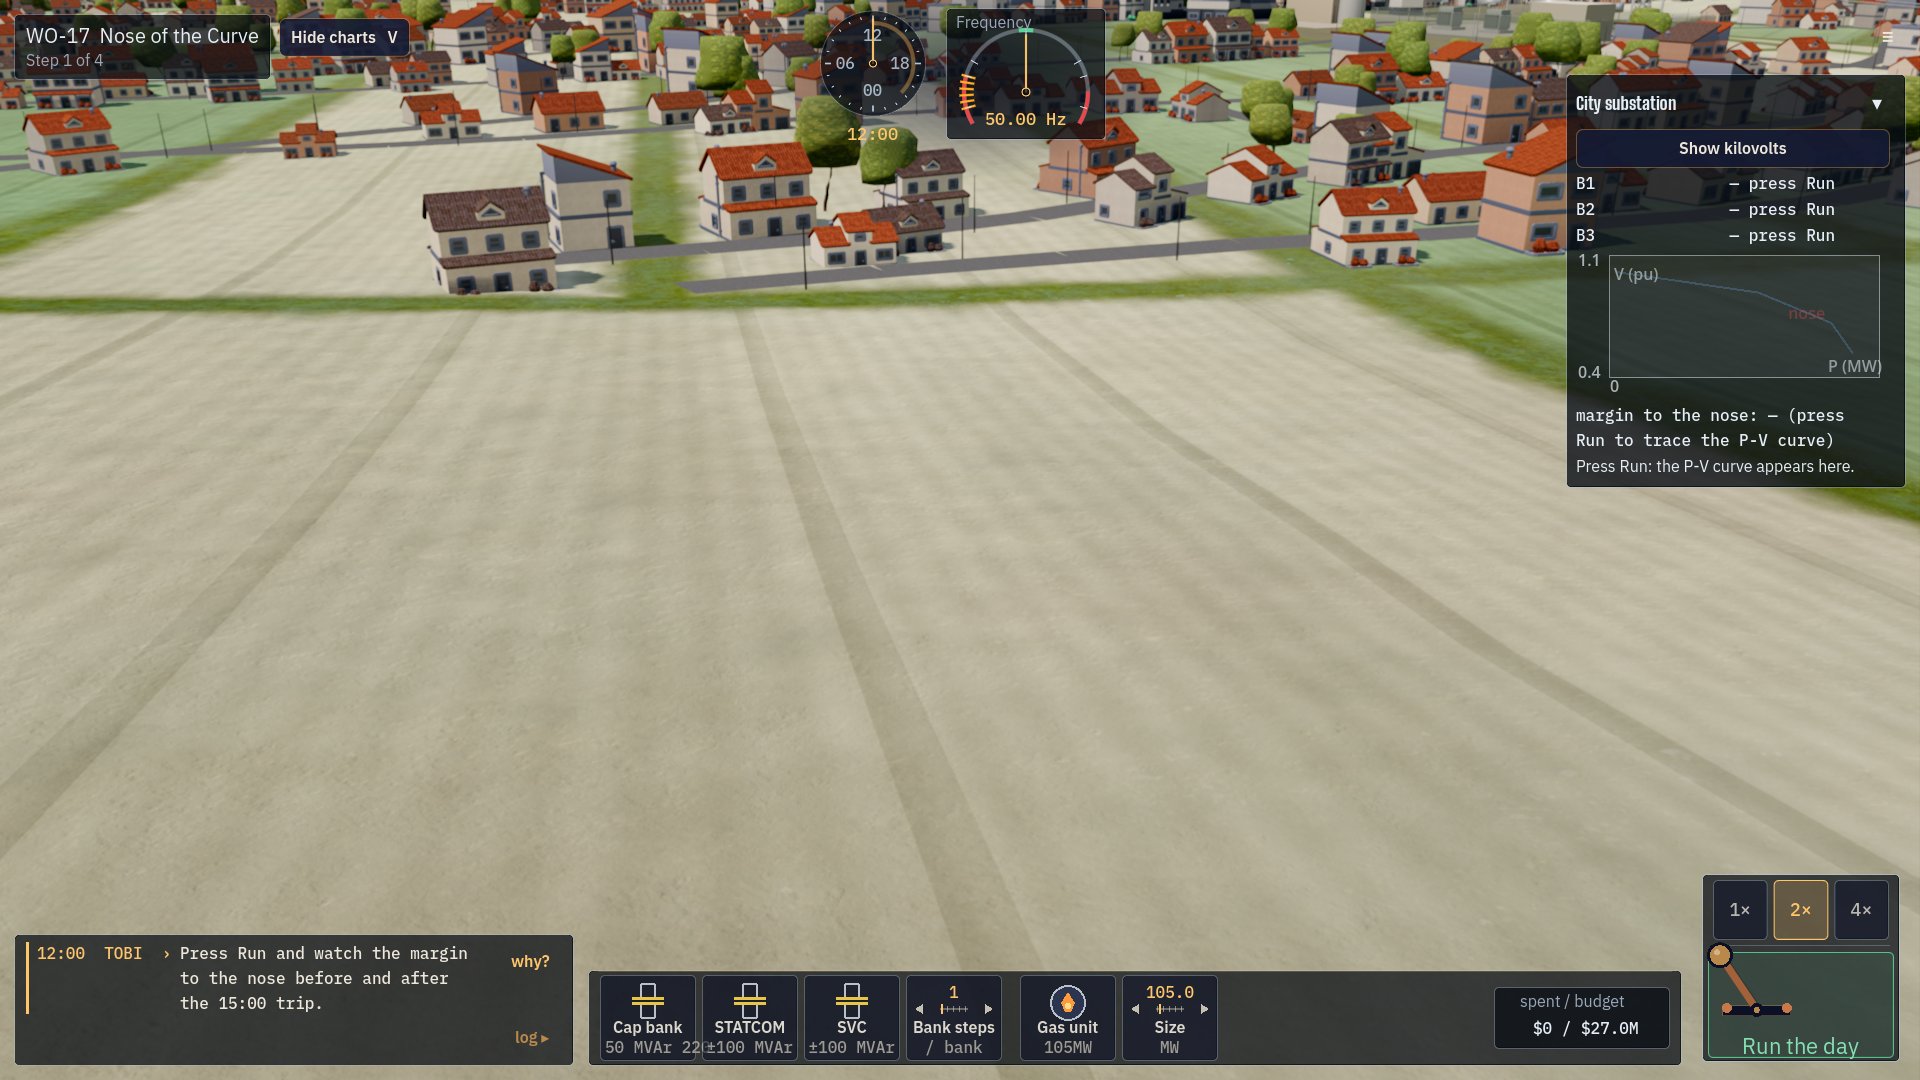 WO-17 Nose of the Curve
Step 1 of 4
Hide charts V
12
06
18
00
12:00
Frequency
50.00 Hz
≡
City substation ▼
Show kilovolts
B1 — press Run
B2 — press Run
B3 — press Run
1.1
V (pu)
nose
P (MW)
0.4
0
margin to the nose: — (press
Run to trace the P-V curve)
Press Run: the P-V curve appears here.
12:00 TOBI › Press Run and watch the margin
to the nose before and after
the 15:00 trip.
why?
log ▸
Cap bank
50 MVAr 22
STATCOM
±100 MVAr
SVC
±100 MVAr
1
Bank steps
/ bank
Gas unit
105MW
105.0
Size
MW
spent / budget
$0 / $27.0M
1×
2×
4×
Run the day